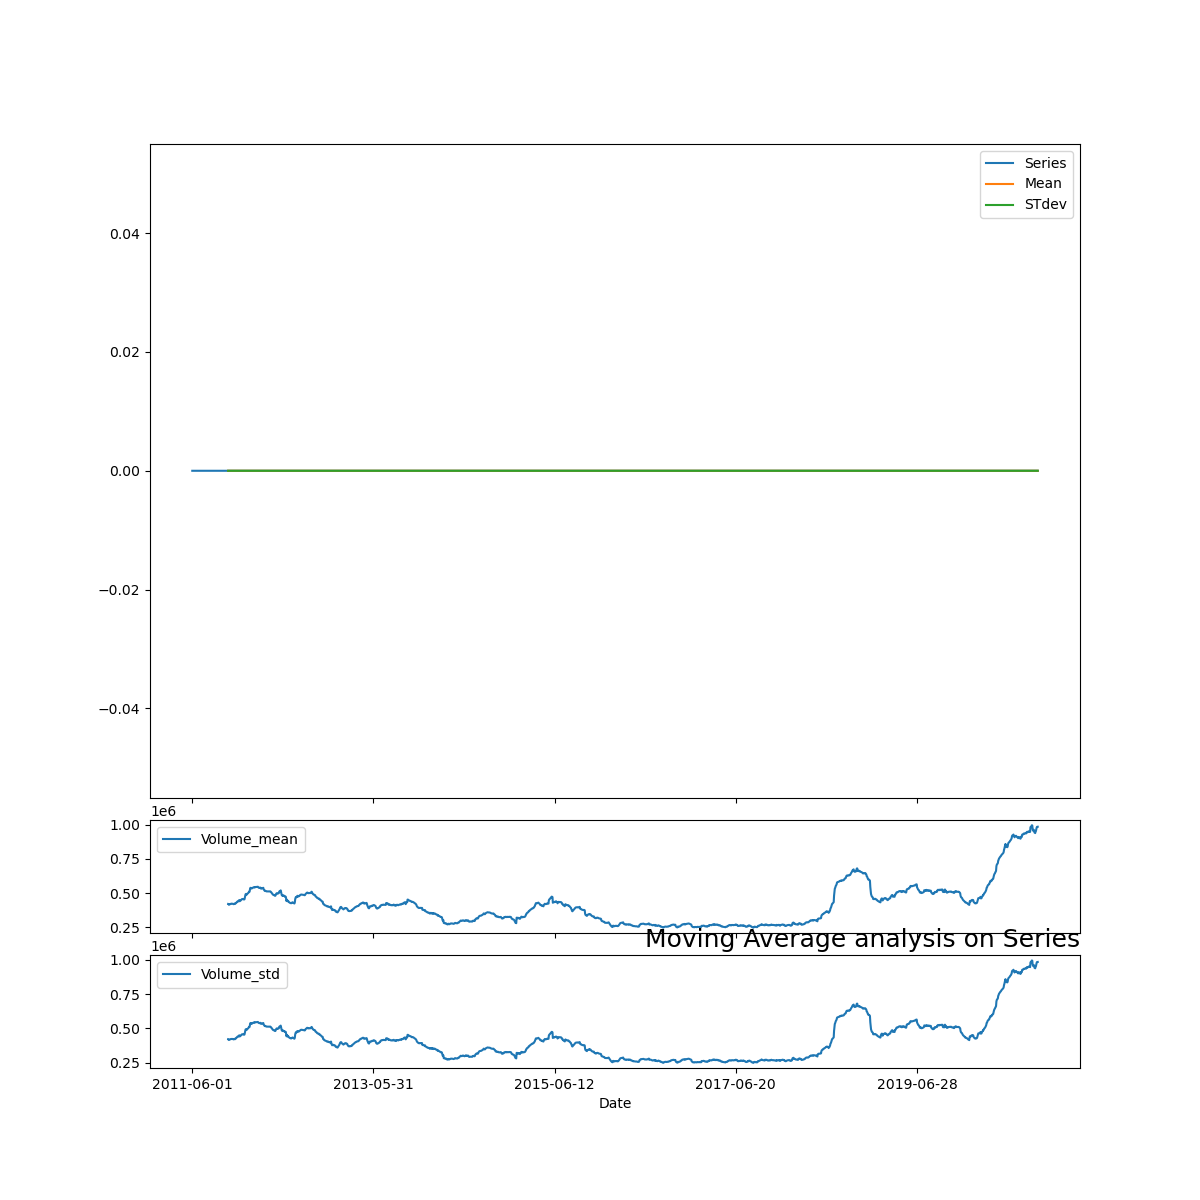 Series
Mean
STdev
0.04
0.02
0.00
−0.02
−0.04
1e6
1.00
0.75
0.50
0.25
Volume_mean
Moving Average analysis on Series
1e6
1.00
0.75
0.50
0.25
Volume_std
2011-06-01 2013-05-31 2015-06-12 2017-06-20 2019-06-28
Date